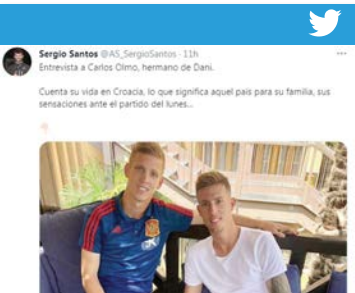 Sergio Santos @AS_SergioSantos · 11h
Entrevista a Carlos Olmo, hermano de Dani.
Cuenta su vida en Croacia, lo que significa aquel país para su familia, sus
sensaciones ante el partido del lunes...